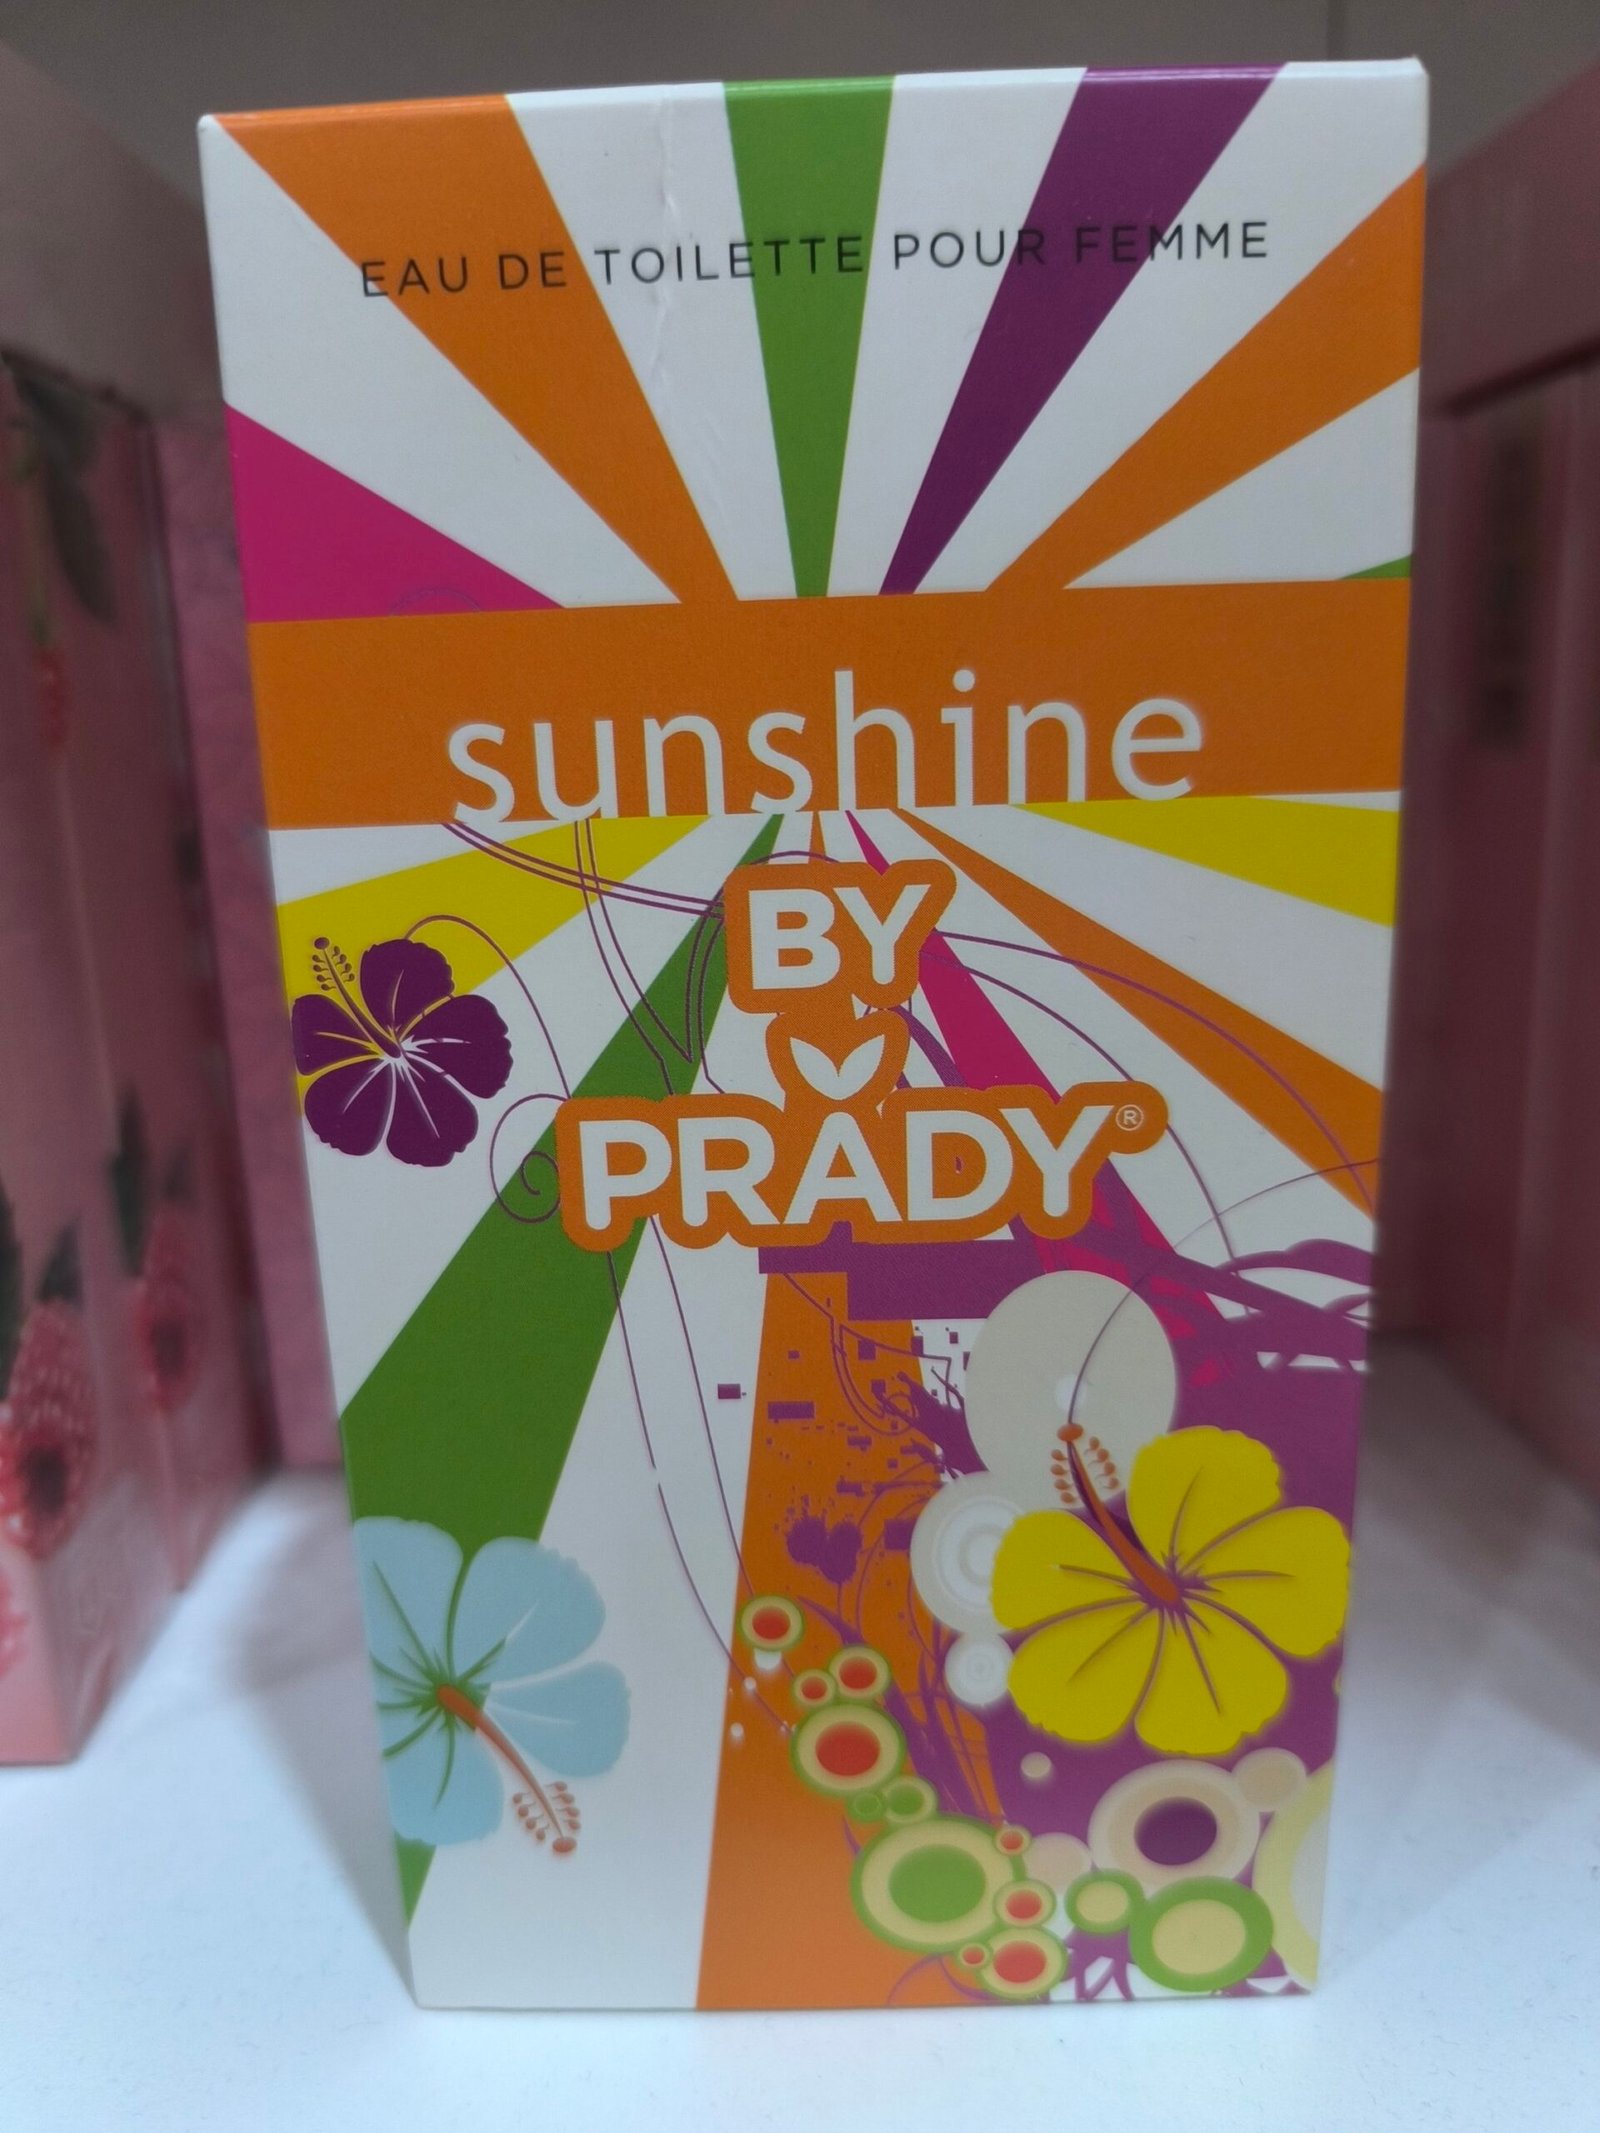 EAU DE TOILETTE POUR FEMME
sunshine
BY
PRADY®